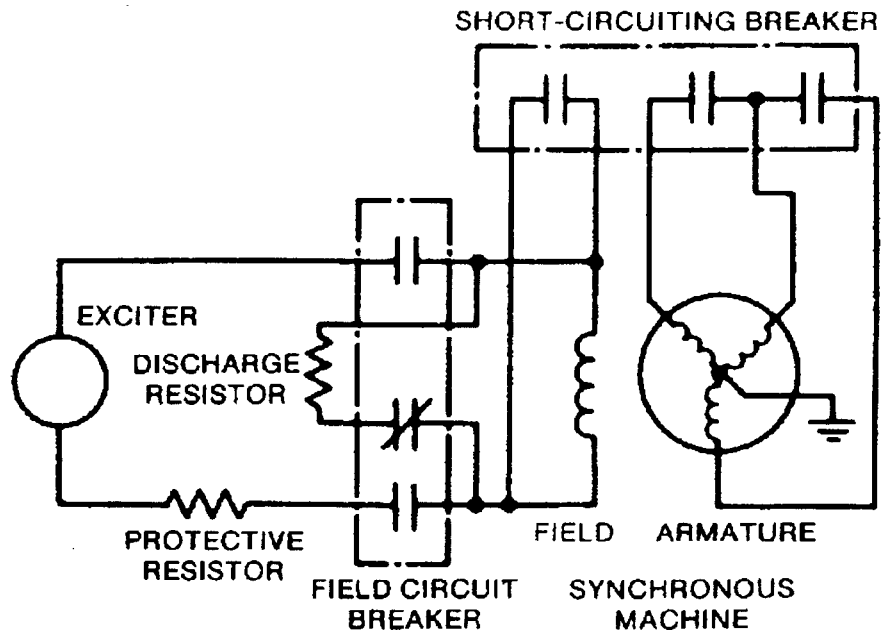 SHORT-CIRCUITING BREAKER
EXCITER
DISCHARGE
RESISTOR
PROTECTIVE
RESISTOR
FIELD CIRCUIT
BREAKER
FIELD
ARMATURE
SYNCHRONOUS
MACHINE